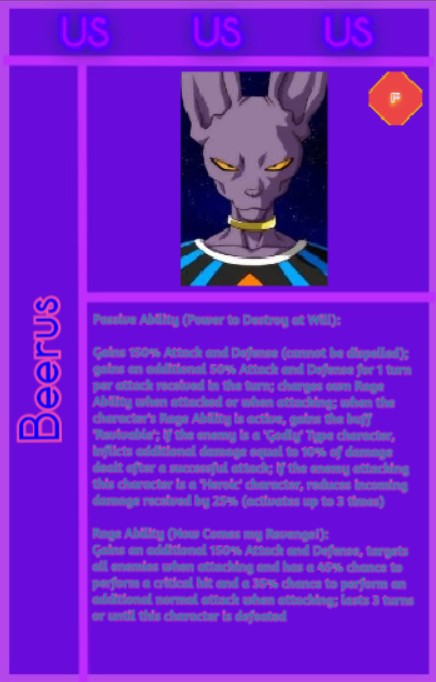 US US US
F
Beerus
Passive Ability (Power to Destroy at Will):
Gains 150% Attack and Defense (cannot be dispelled);
gains an additional 50% Attack and Defense for 1 turn
per attack received in the turn; charges own Rage
Ability when attacked or when attacking; when the
character's Rage Ability is active, gains the buff
'Revivable'; if the enemy is a 'Godly' Type character,
inflicts additional damage equal to 10% of damage
dealt after a successful attack; if the enemy attacking
this character is a 'Heroic' character, reduces incoming
damage received by 25% (activates up to 3 times)
Rage Ability (Now Comes my Revenge!):
Gains an additional 150% Attack and Defense, targets
all enemies when attacking and has a 45% chance to
perform a critical hit and a 35% chance to perform an
additional normal attack when attacking; lasts 3 turns
or until this character is defeated